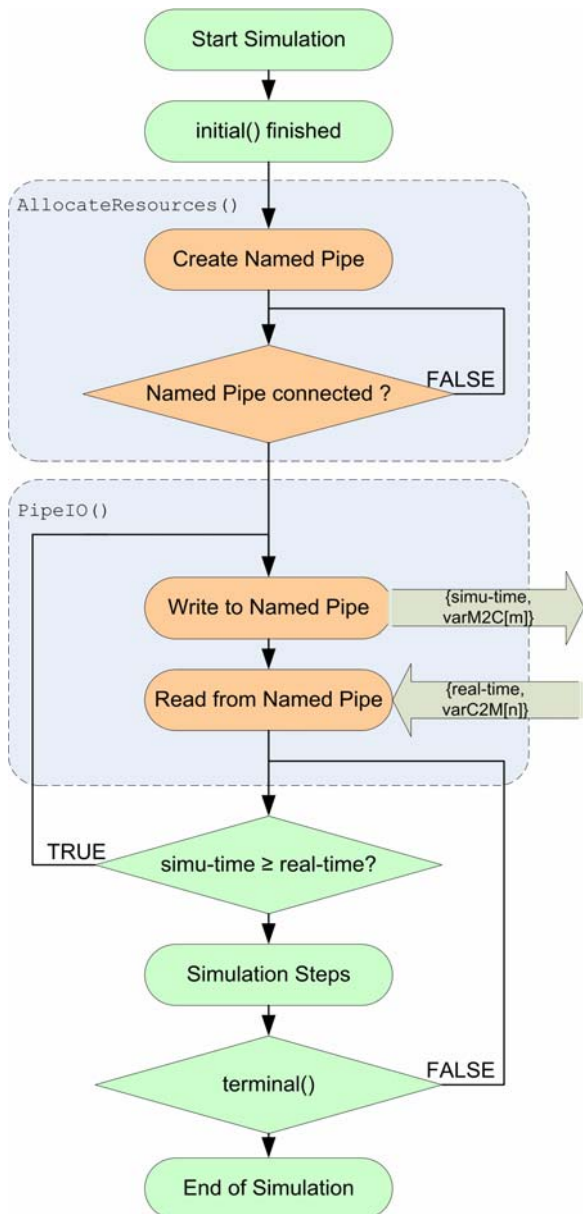 Start Simulation
initial() finished
AllocateResources()
Create Named Pipe
Named Pipe connected ?
FALSE
PipeIO()
Write to Named Pipe
{simu-time,
varM2C[m]}
Read from Named Pipe
{real-time,
varC2M[n]}
TRUE
simu-time ≥ real-time?
Simulation Steps
FALSE
terminal()
End of Simulation